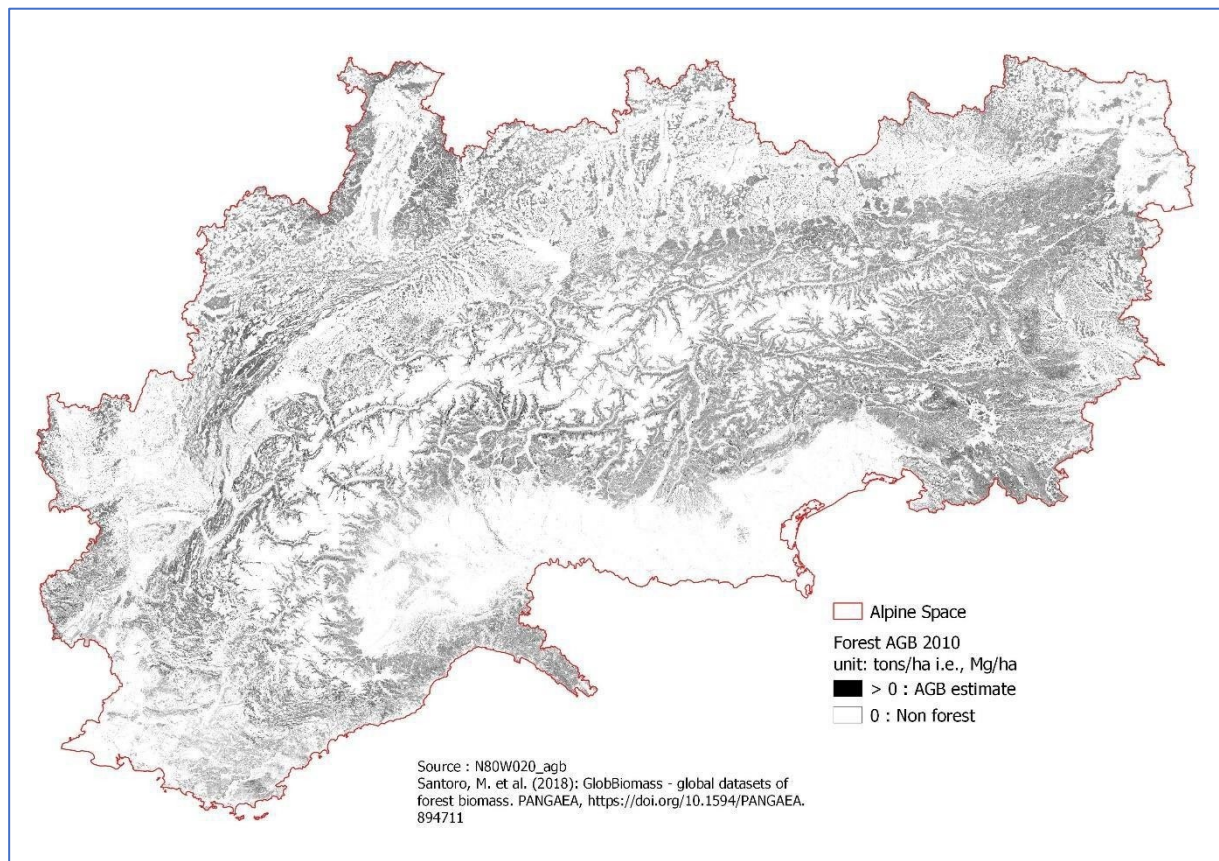 Alpine Space
Forest AGB 2010
unit: tons/ha i.e., Mg/ha
> 0 : AGB estimate
0 : Non forest
Source : N80W020_agb
Santoro, M. et al. (2018): GlobBiomass - global datasets of
forest biomass. PANGAEA, https://doi.org/10.1594/PANGAEA.
894711